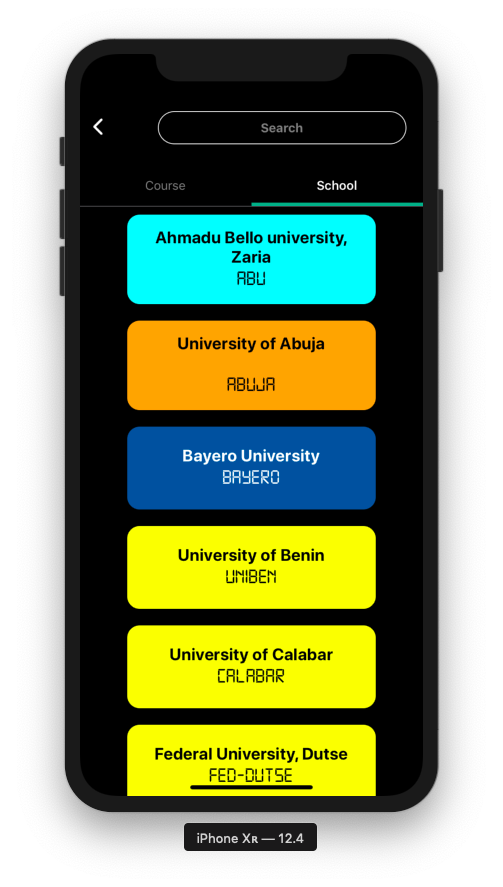 Search
Course
School
Ahmadu Bello university,
Zaria
ABU
University of Abuja
ABUJA
Bayero University
BAYERO
University of Benin
UNIBEN
University of Calabar
CALABAR
Federal University, Dutse
FED-DUTSE
iPhone Xʀ — 12.4